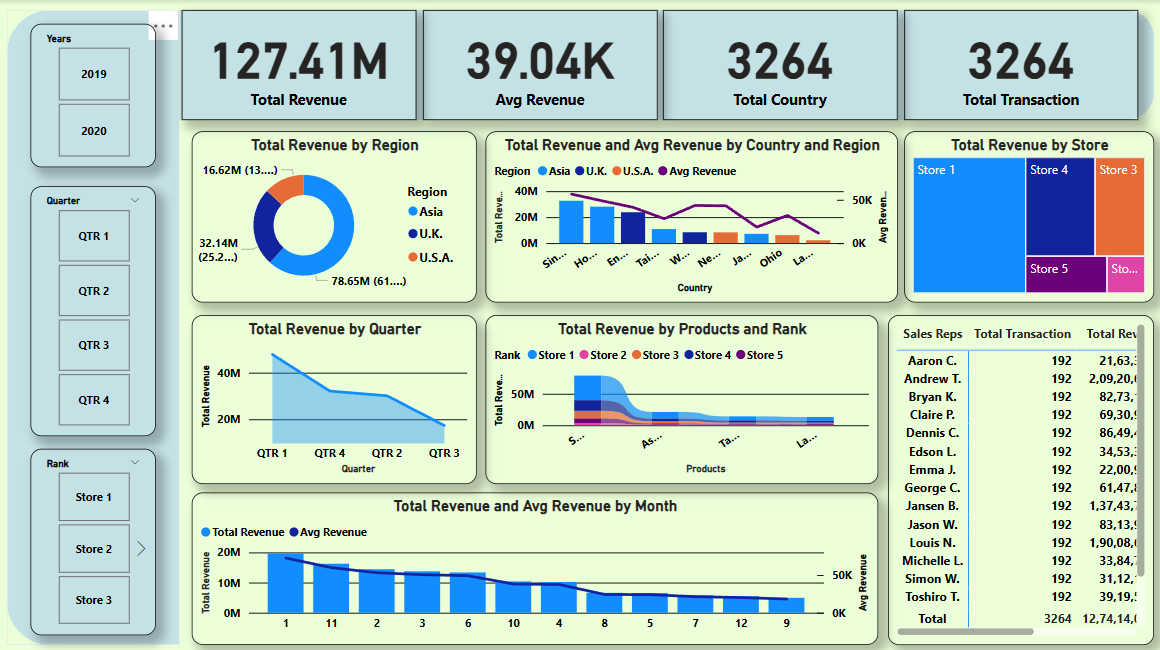 Years
2019
2020
Quarter
QTR 1
QTR 2
QTR 3
QTR 4
Rank
Store 1
Store 2
Store 3
127.41M
Total Revenue
39.04K
Avg Revenue
3264
Total Country
3264
Total Transaction
Total Revenue by Region
16.62M (13....)
32.14M
(25.2...)
78.65M (61....)
Region
Asia
U.K.
U.S.A.
Total Revenue and Avg Revenue by Country and Region
Region Asia U.K. U.S.A. Avg Revenue
Total Reve...
40M
20M
0M
50K
0K
Avg Reven...
Sin... Ho... En... Tai... W... Ne... Ja... Ohio La...
Country
Total Revenue by Store
Store 1
Store 4
Store 3
Store 5
Sto...
Total Revenue by Quarter
Total Revenue
40M
20M
QTR 1 QTR 4 QTR 2 QTR 3
Quarter
Total Revenue by Products and Rank
Rank Store 1 Store 2 Store 3 Store 4 Store 5
Total Reve...
50M
0M
S... As... Ta... La...
Products
Sales Reps Total Transaction Total Rev
Aaron C. 192 21,63,
Andrew T. 192 2,09,20,
Bryan K. 192 82,73,
Claire P. 192 69,30,
Dennis C. 192 86,49,
Edson L. 192 34,53,
Emma J. 192 22,00,
George C. 192 61,47,
Jansen B. 192 1,37,43,
Jason W. 192 83,13,
Louis N. 192 1,90,08,
Michelle L. 192 33,84,
Simon W. 192 31,12,
Toshiro T. 192 39,19,
Total 3264 12,74,14,
Total Revenue and Avg Revenue by Month
Total Revenue Avg Revenue
Total Revenue
20M
10M
0M
50K
0K
Avg Revenue
1 11 2 3 6 10 4 8 5 7 12 9